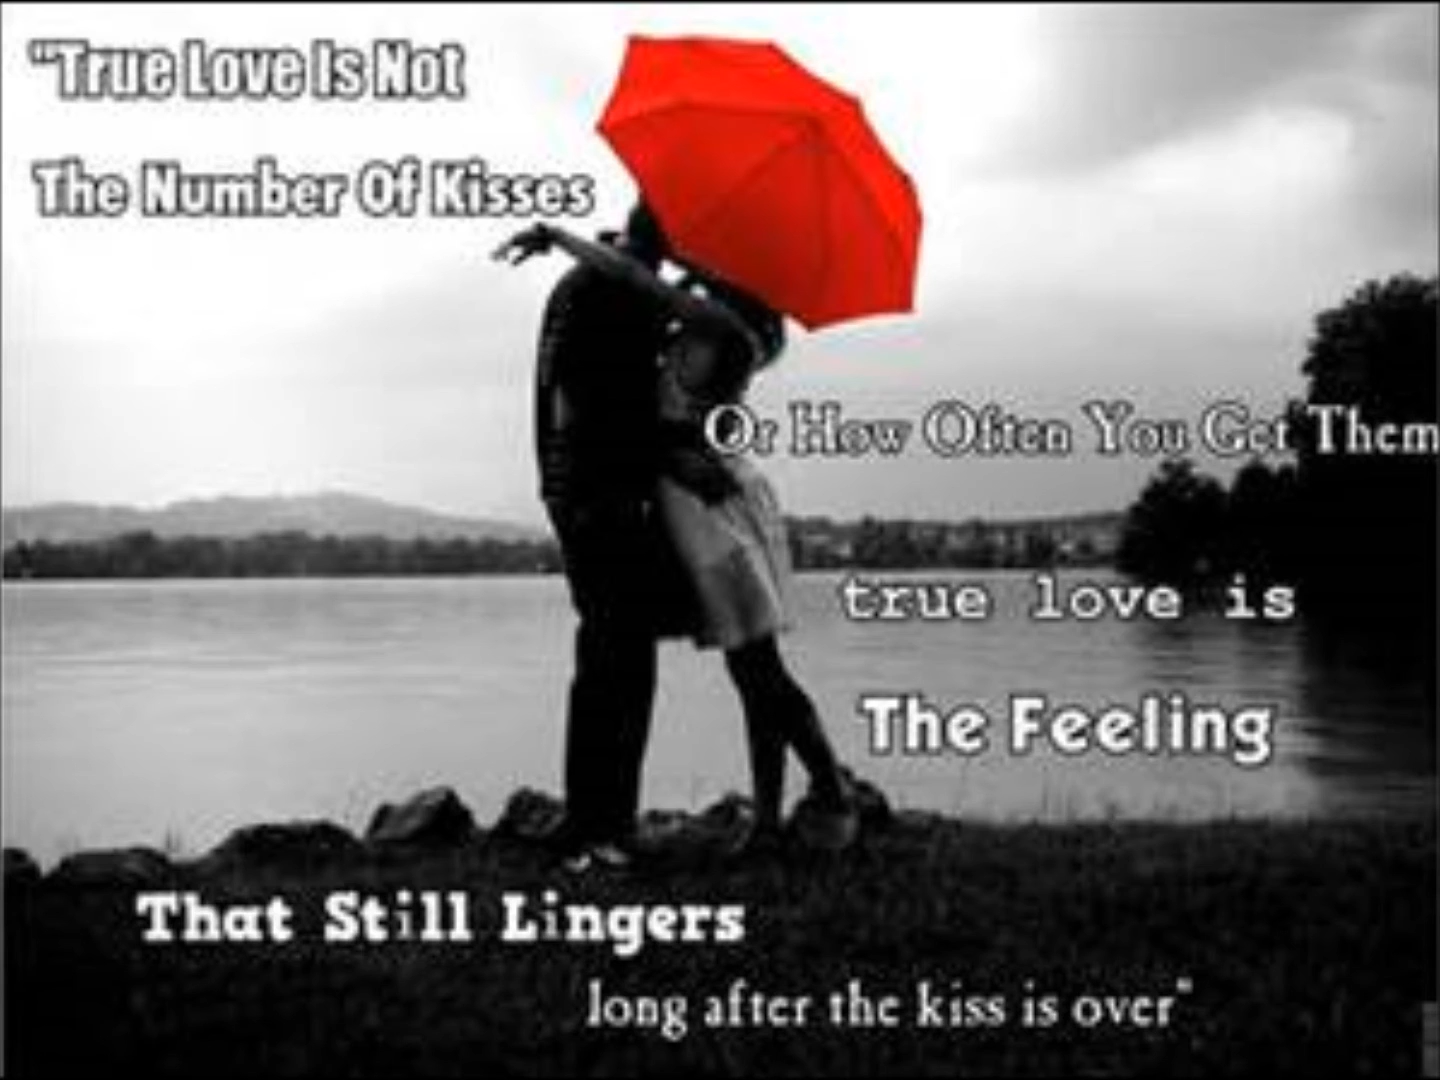 "True Love Is Not
The Number Of Kisses
Or How Often You Get Them
true love is
The Feeling
That Still Lingers
long after the kiss is over"